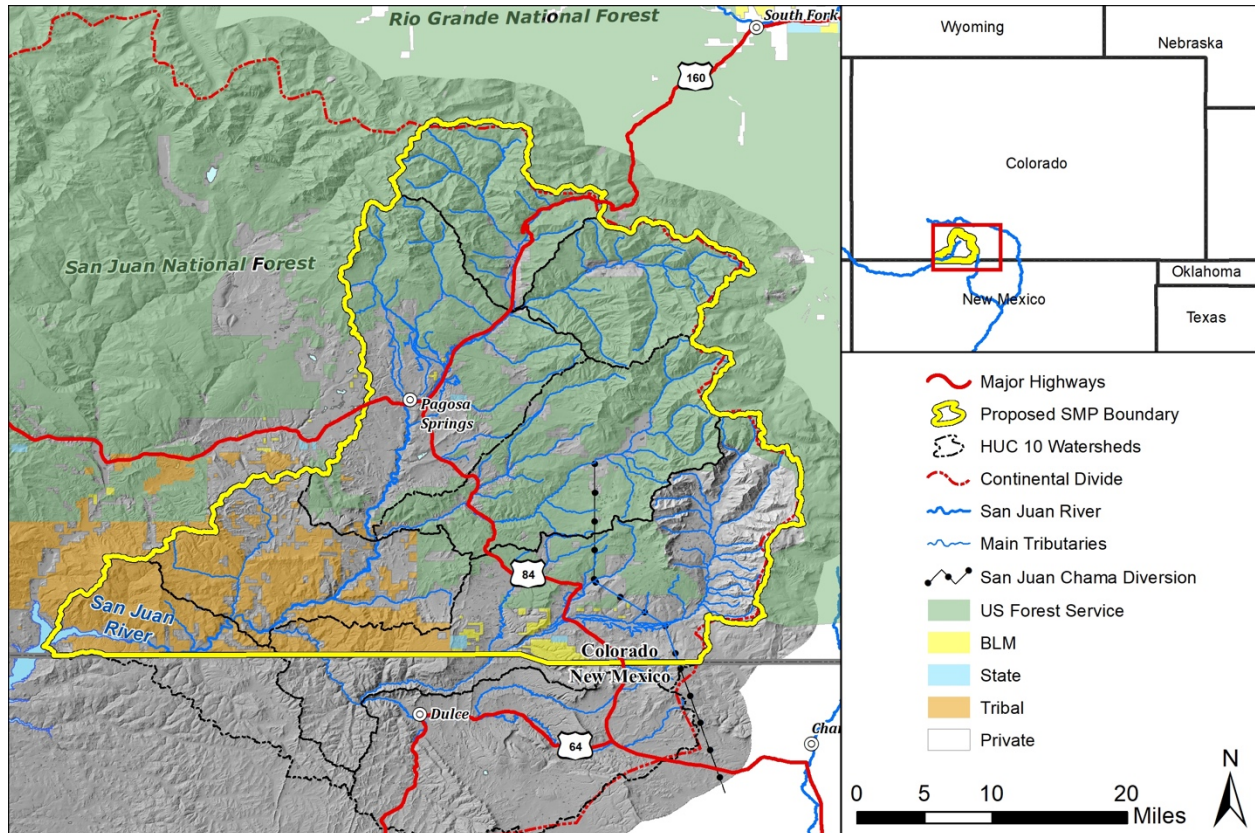 Rio Grande National Forest
South Fork
160
San Juan National Forest
Pagosa
Springs
84
San Juan
River
Colorado
New Mexico
Dulce
64
Wyoming
Nebraska
Colorado
Oklahoma
New Mexico
Texas
Major Highways
Proposed SMP Boundary
HUC 10 Watersheds
Continental Divide
San Juan River
Main Tributaries
San Juan Chama Diversion
US Forest Service
BLM
State
Tribal
Private
N
0 5 10 20
Miles